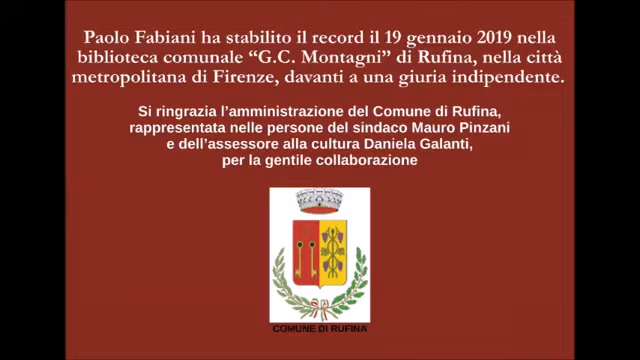 Paolo Fabiani ha stabilito il record il 19 gennaio 2019 nella
biblioteca comunale “G.C. Montagni” di Rufina, nella città
metropolitana di Firenze, davanti a una giuria indipendente.
Si ringrazia l’amministrazione del Comune di Rufina,
rappresentata nelle persone del sindaco Mauro Pinzani
e dell’assessore alla cultura Daniela Galanti,
per la gentile collaborazione
COMUNE DI RUFINA